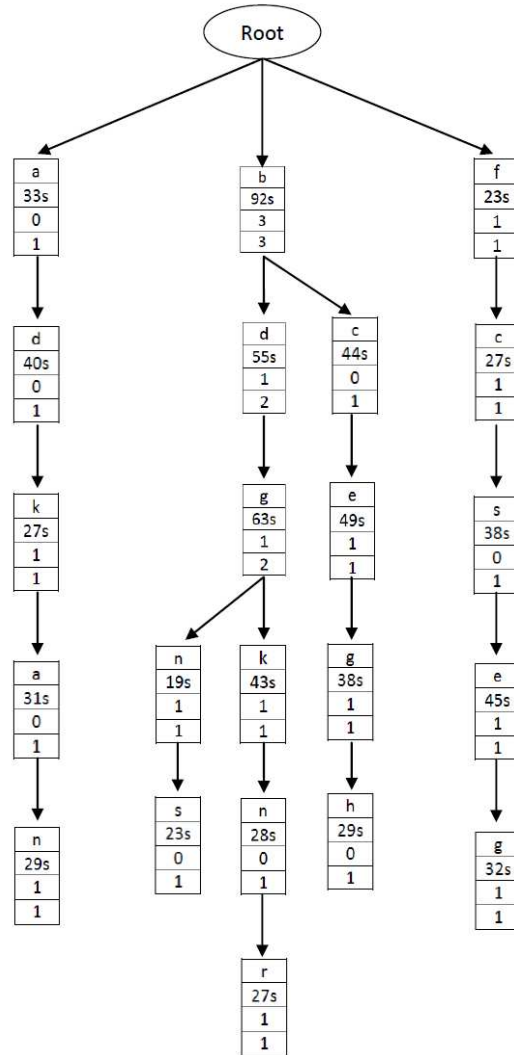 Root
a
33s
0
1
b
92s
3
3
f
23s
1
1
d
40s
0
1
d
55s
1
2
c
44s
0
1
c
27s
1
1
k
27s
1
1
g
63s
1
2
e
49s
1
1
s
38s
0
1
a
31s
0
1
n
19s
1
1
k
43s
1
1
g
38s
1
1
e
45s
1
1
n
29s
1
1
s
23s
0
1
n
28s
0
1
h
29s
0
1
g
32s
1
1
r
27s
1
1